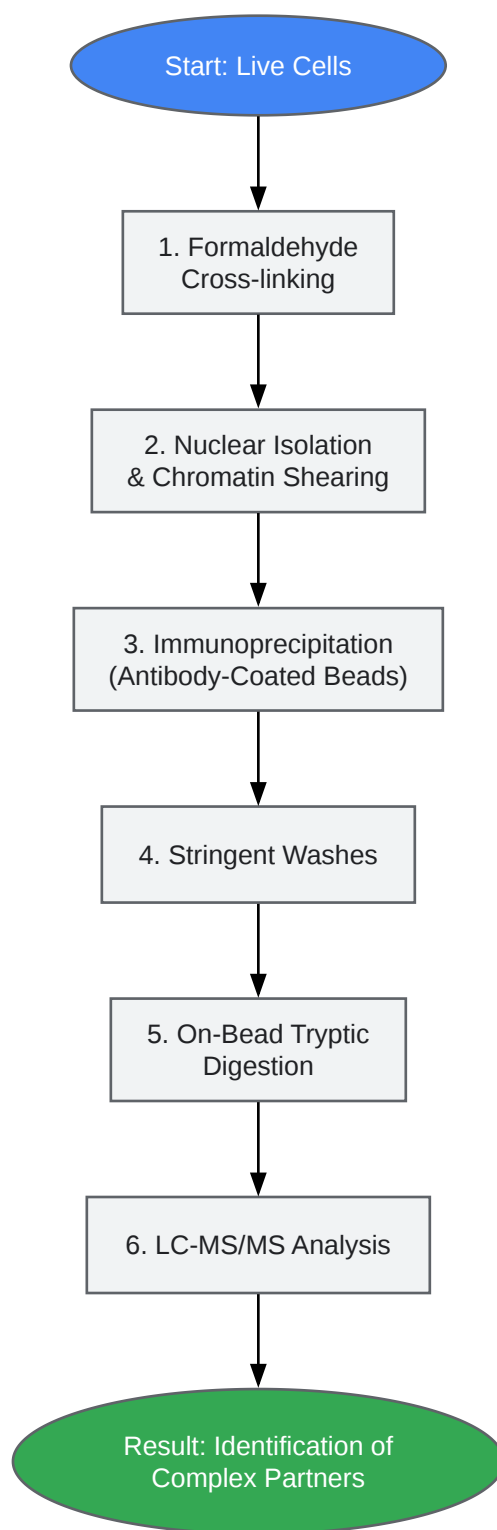 Start: Live Cells
1. Formaldehyde
Cross-linking
2. Nuclear Isolation
& Chromatin Shearing
3. Immunoprecipitation
(Antibody-Coated Beads)
4. Stringent Washes
5. On-Bead Tryptic
Digestion
6. LC-MS/MS Analysis
Result: Identification of
Complex Partners